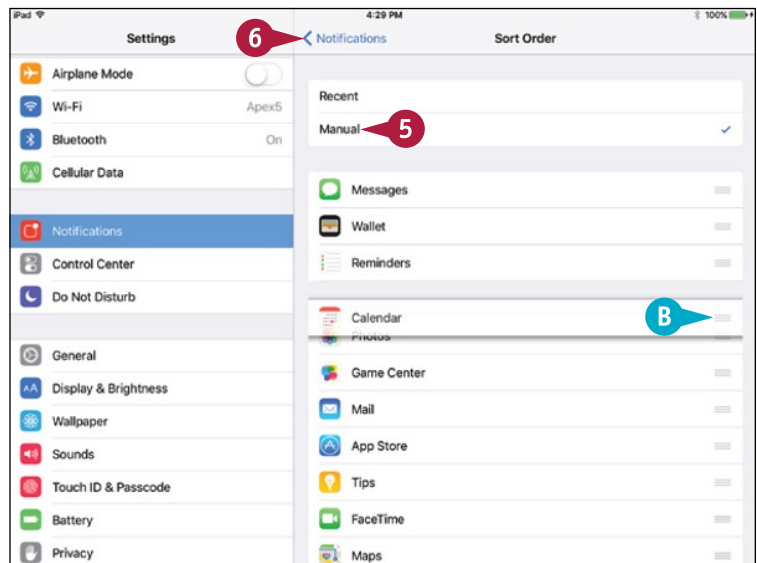 iPad 4:29 PM 100%
Settings 6 Notifications Sort Order
Airplane Mode
Wi-Fi Apex5
Bluetooth On
Cellular Data
Notifications
Control Center
Do Not Disturb
General
AA Display & Brightness
Wallpaper
Sounds
Touch ID & Passcode
Battery
Privacy
Recent
Manual 5
Messages
Wallet
Reminders
Calendar B
Photos
Game Center
Mail
App Store
Tips
FaceTime
Maps